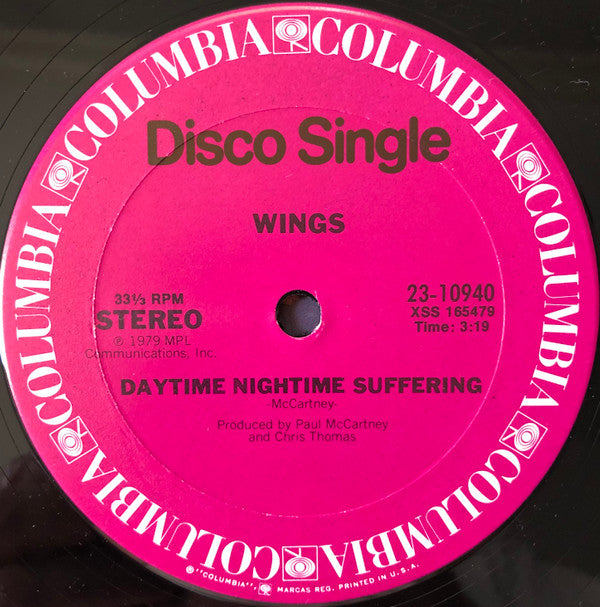 COLUMBIA COLUMBIA COLUMBIA COLUMBIA COLUMBIA COLUMBIA
Disco Single
WINGS
33⅓ RPM
STEREO
℗ 1979 MPL
Communications, Inc.
23-10940
XSS 165479
Time: 3:19
DAYTIME NIGHTIME SUFFERING
-McCartney-
Produced by Paul McCartney
and Chris Thomas
® "COLUMBIA", MARCAS REG. PRINTED IN U.S.A.